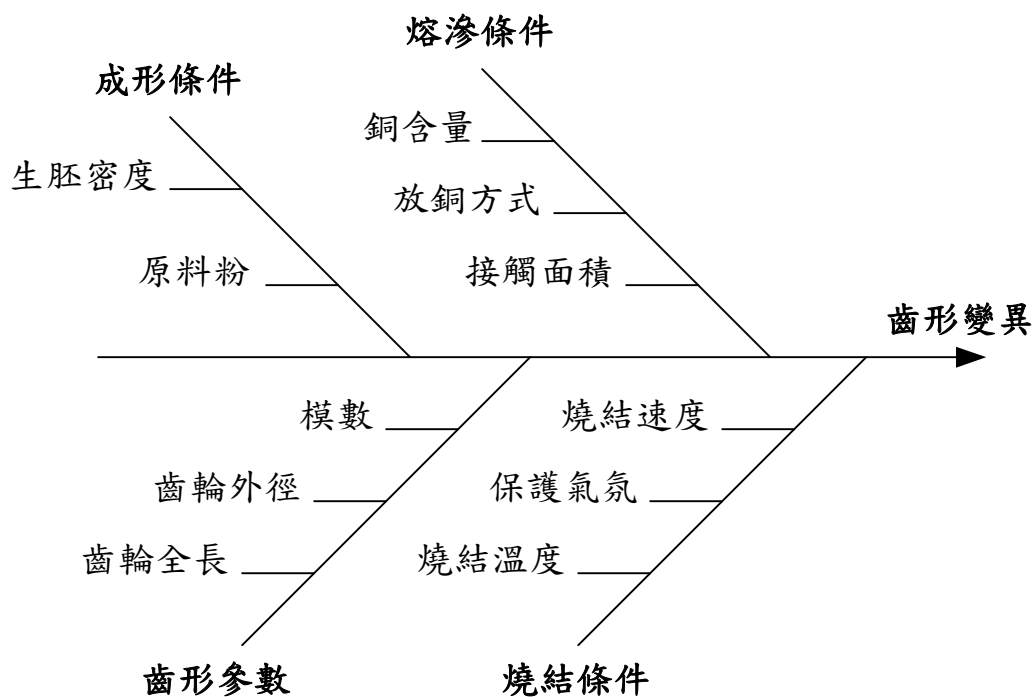 熔滲條件
成形條件
銅含量
生胚密度
放銅方式
原料粉
接觸面積
齒形變異
模數
燒結速度
齒輪外徑
保護氣氛
齒輪全長
燒結溫度
齒形參數
燒結條件